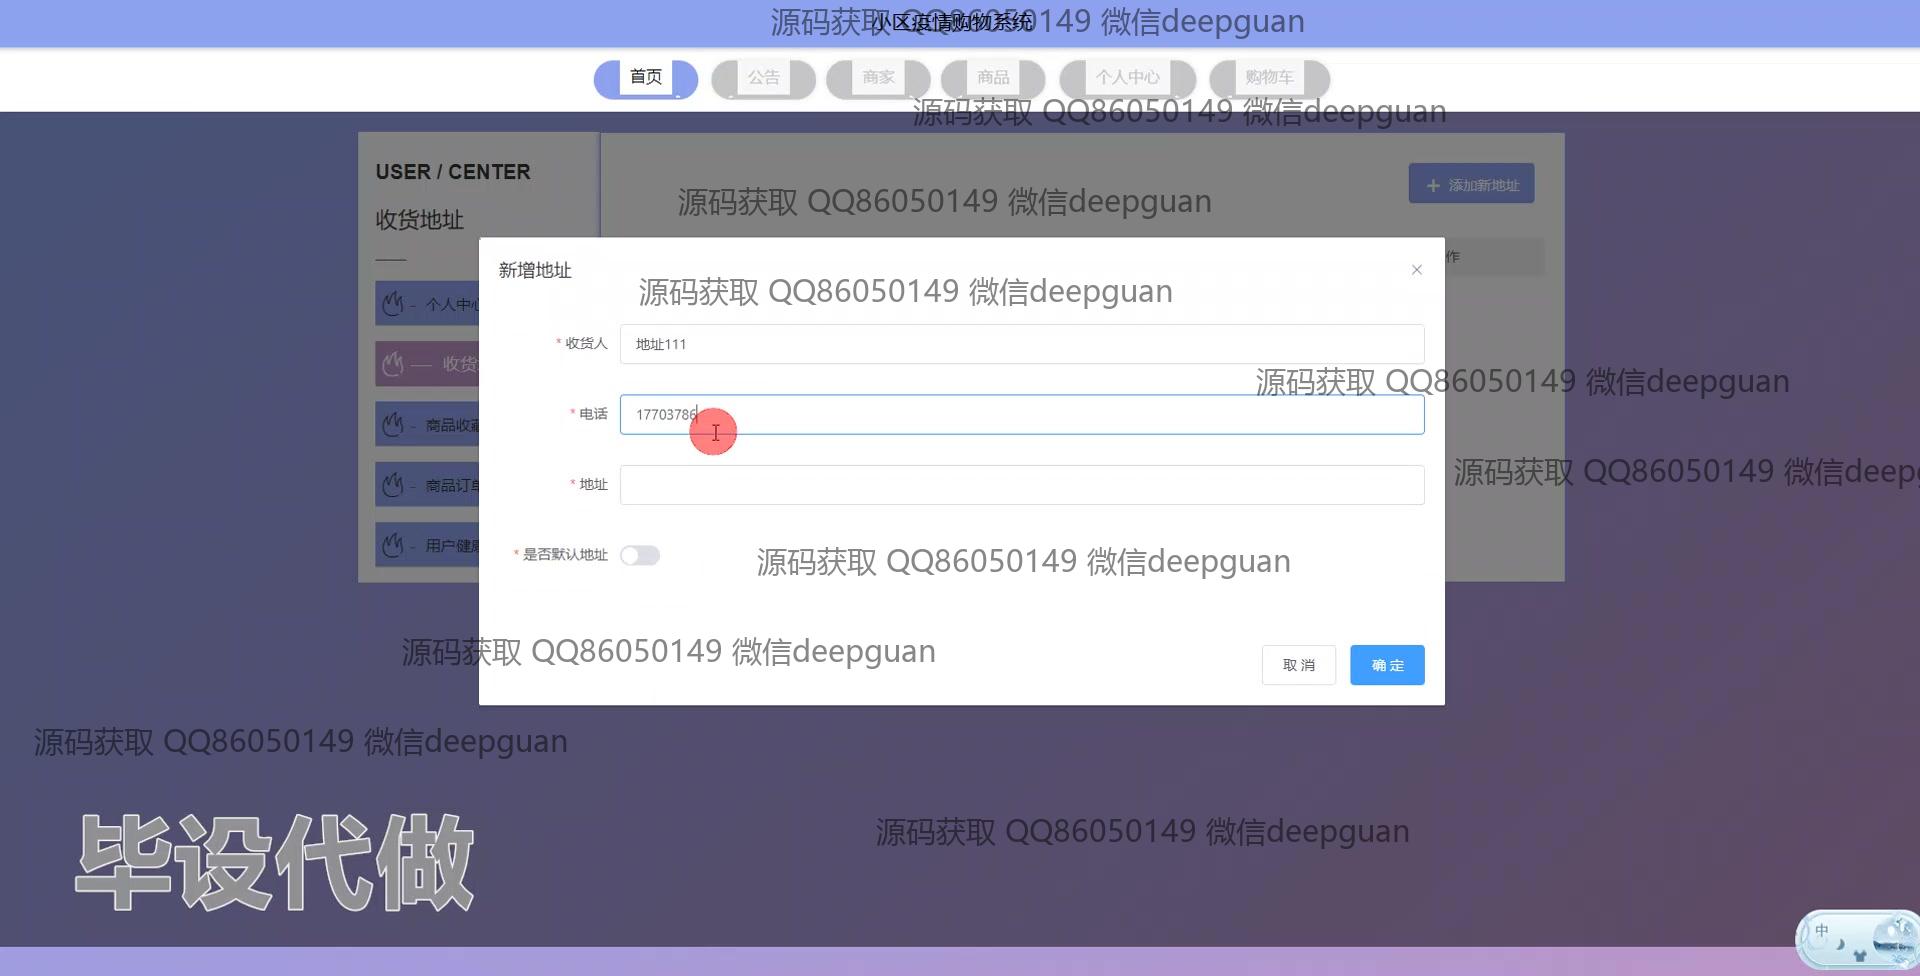 小区疫情购物系统
源码获取 QQ86050149 微信deepguan
首页
公告
商家
商品
个人中心
购物车
源码获取 QQ86050149 微信deepguan
USER / CENTER
收货地址
源码获取 QQ86050149 微信deepguan
添加新地址
作
新增地址
源码获取 QQ86050149 微信deepguan
个人中心
* 收货人
地址111
收货
源码获取 QQ86050149 微信deepguan
* 电话
17703786
商品收藏
源码获取 QQ86050149 微信deep
* 地址
商品订单
* 是否默认地址
源码获取 QQ86050149 微信deepguan
用户健康
源码获取 QQ86050149 微信deepguan
取消
确定
源码获取 QQ86050149 微信deepguan
源码获取 QQ86050149 微信deepguan
毕设代做
中